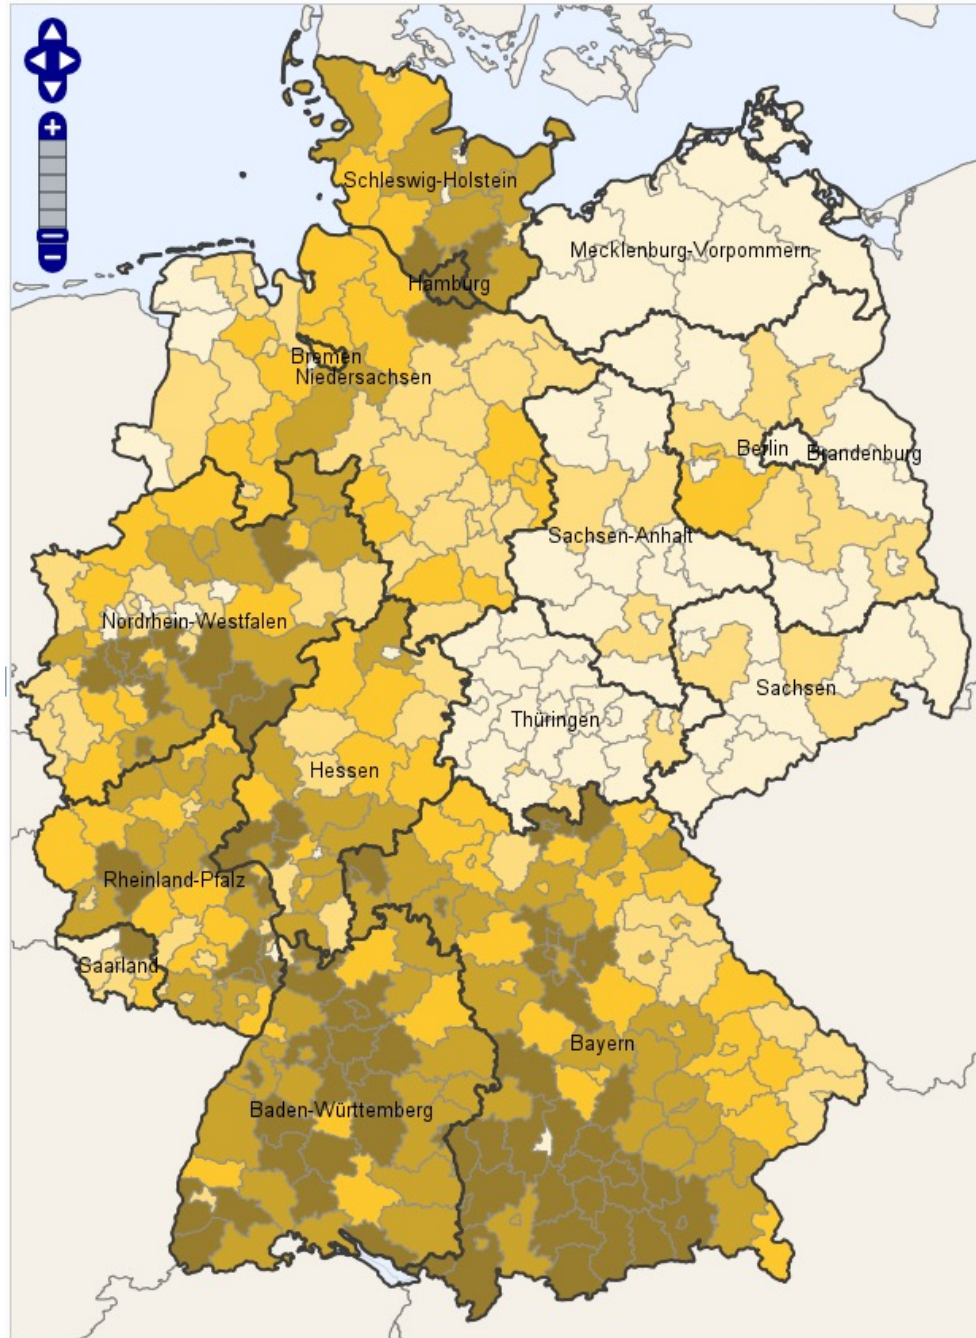 Schleswig-Holstein
Mecklenburg-Vorpommern
Hamburg
Bremen
Niedersachsen
Berlin
Brandenburg
Sachsen-Anhalt
Nordrhein-Westfalen
Sachsen
Thüringen
Hessen
Rheinland-Pfalz
Saarland
Bayern
Baden-Württemberg